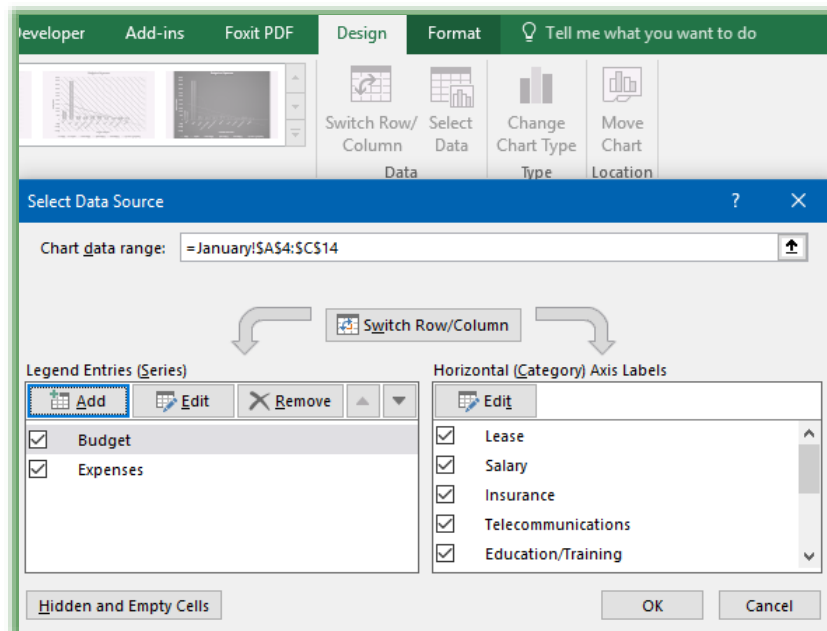 Developer Add-ins Foxit PDF Design Format Tell me what you want to do
Switch Row/ Column
Select Data
Change Chart Type
Move Chart
Data Type Location
Select Data Source ? ×
Chart data range: =January!$A$4:$C$14
Switch Row/Column
Legend Entries (Series)
Add Edit Remove
Budget
Expenses
Horizontal (Category) Axis Labels
Edit
Lease
Salary
Insurance
Telecommunications
Education/Training
Hidden and Empty Cells OK Cancel